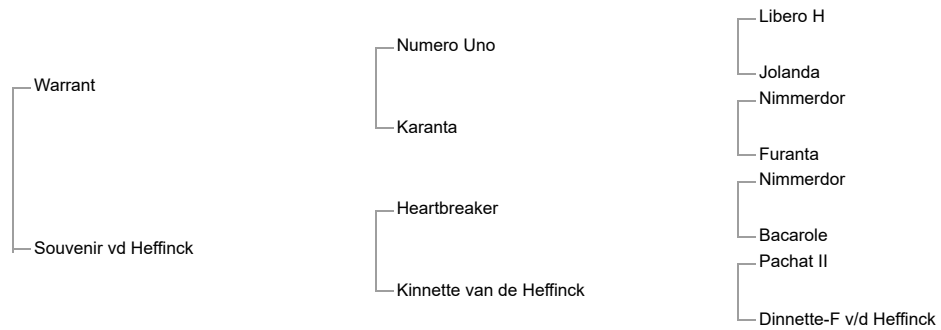 Libero H
Numero Uno
Jolanda
Warrant
Nimmerdor
Karanta
Furanta
Nimmerdor
Heartbreaker
Bacarole
Souvenir vd Heffinck
Pachat II
Kinnette van de Heffinck
Dinnette-F v/d Heffinck